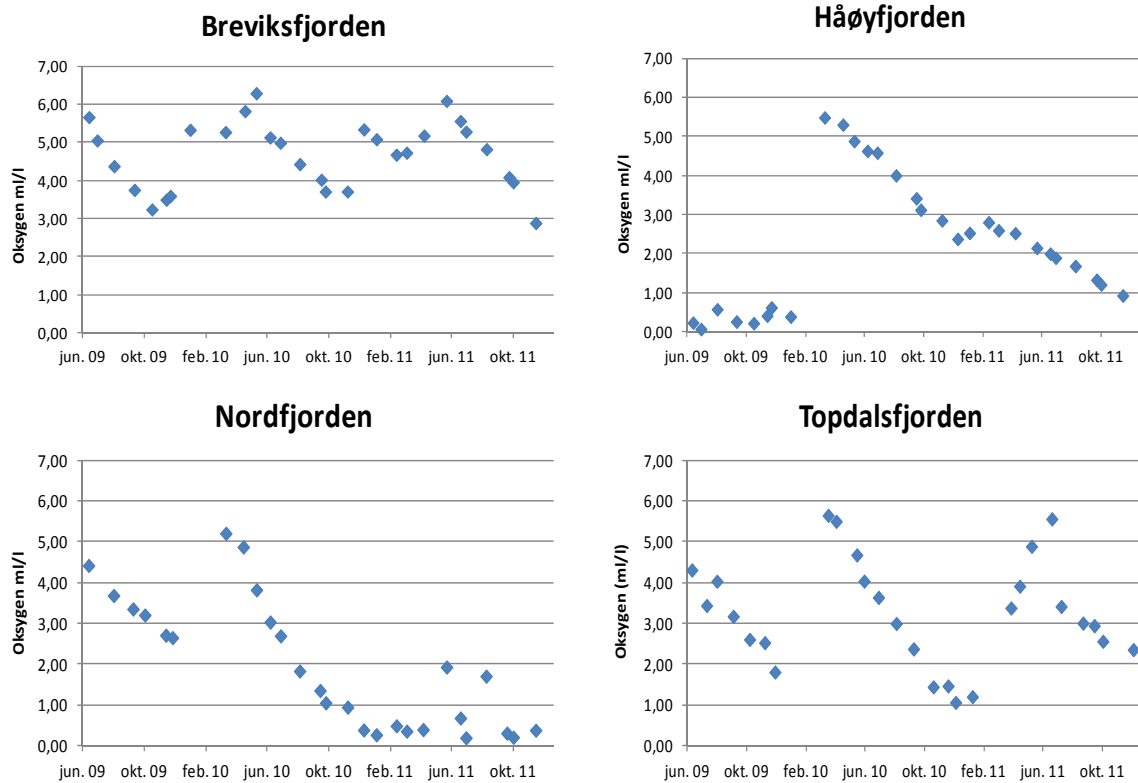 Breviksfjorden
Oksygen ml/l
7,00
6,00
5,00
4,00
3,00
2,00
1,00
0,00
jun. 09 okt. 09 feb. 10 jun. 10 okt. 10 feb. 11 jun. 11 okt. 11
Håøyfjorden
Oksygen ml/l
7,00
6,00
5,00
4,00
3,00
2,00
1,00
0,00
jun. 09 okt. 09 feb. 10 jun. 10 okt. 10 feb. 11 jun. 11 okt. 11
Nordfjorden
Oksygen ml/l
7,00
6,00
5,00
4,00
3,00
2,00
1,00
0,00
jun. 09 okt. 09 feb. 10 jun. 10 okt. 10 feb. 11 jun. 11 okt. 11
Topdalsfjorden
Oksygen (ml/l)
7,00
6,00
5,00
4,00
3,00
2,00
1,00
0,00
jun. 09 okt. 09 feb. 10 jun. 10 okt. 10 feb. 11 jun. 11 okt. 11